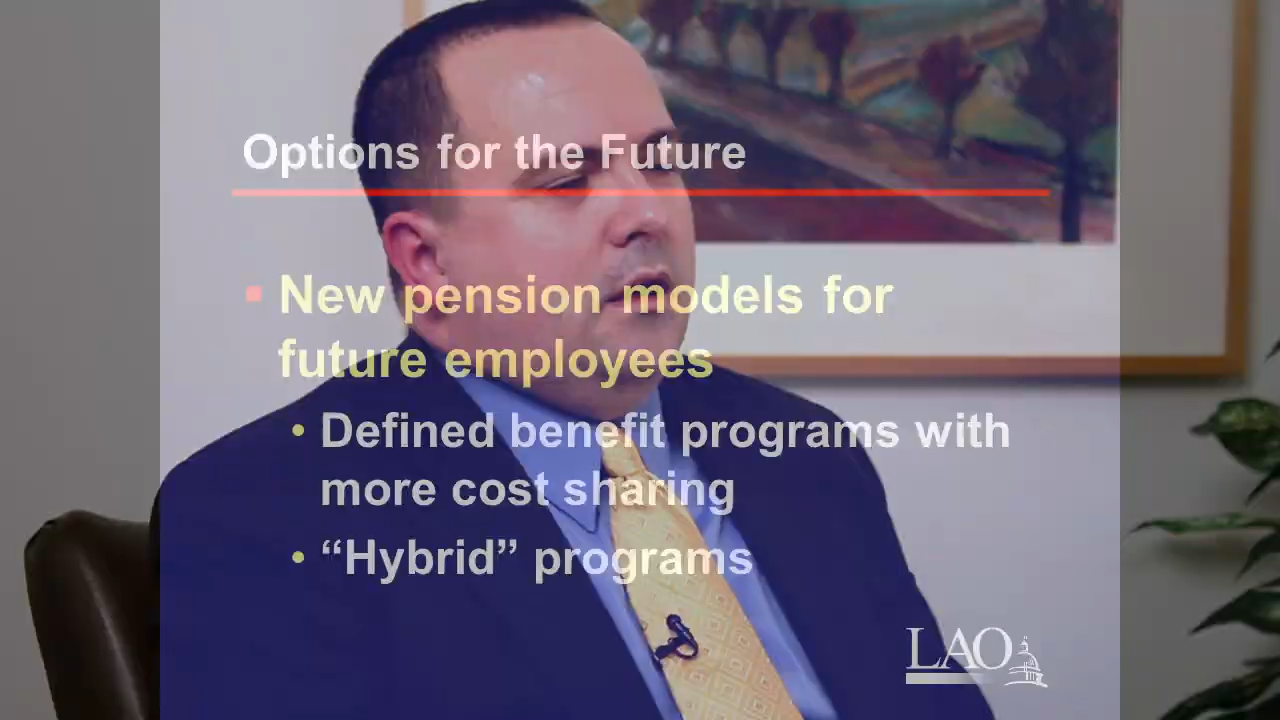 Options for the Future
New pension models for
future employees
Defined benefit programs with
more cost sharing
“Hybrid” programs
LAO